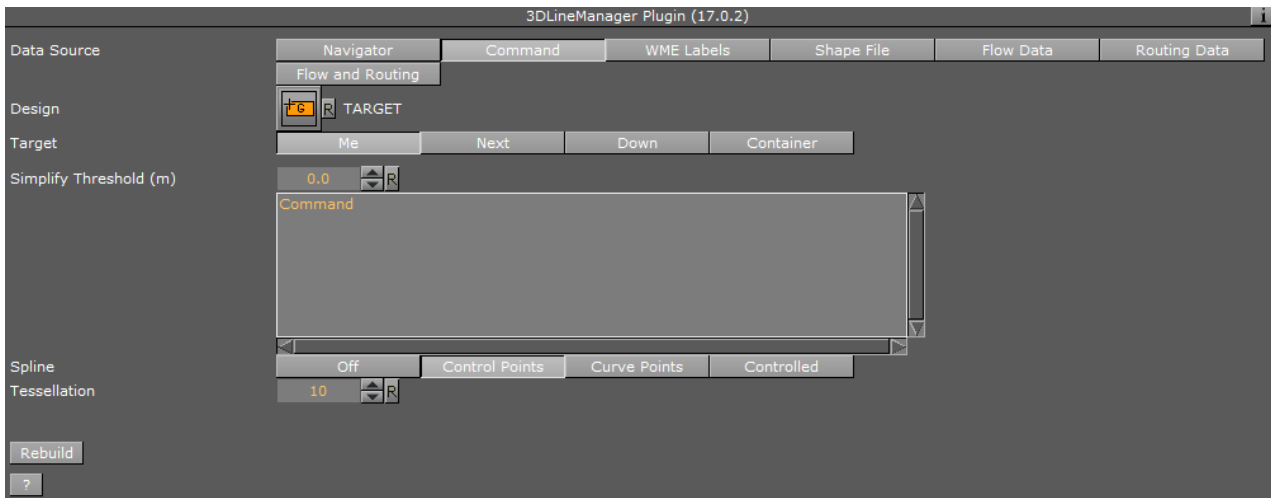 3DLineManager Plugin (17.0.2) i
Data Source Navigator Command WME Labels Shape File Flow Data Routing Data
Flow and Routing
Design G R TARGET
Target Me Next Down Container
Simplify Threshold (m) 0.0 R
Command
Spline Off Control Points Curve Points Controlled
Tessellation 10 R
Rebuild
?